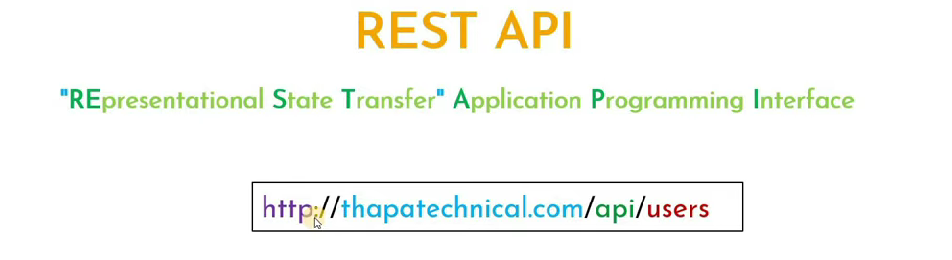 REST API
"REpresentational State Transfer" Application Programming Interface
http://thapatechnical.com/api/users